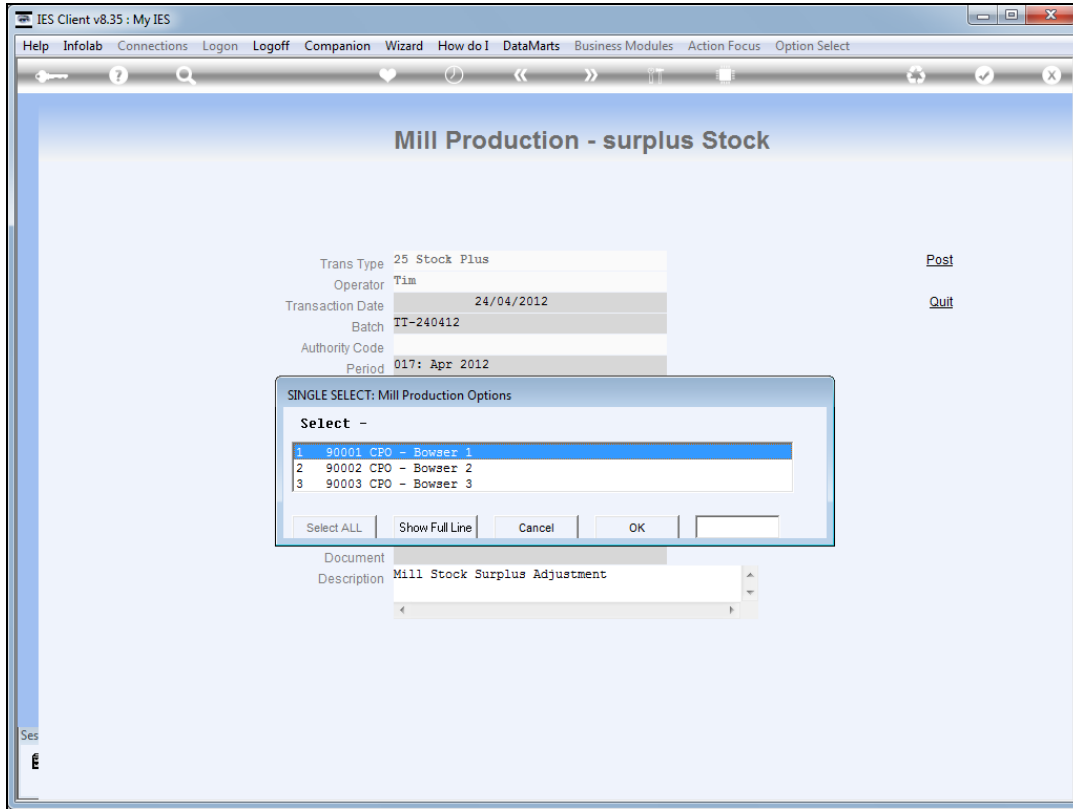 IES Client v8.35 : My IES
Help Infolab Connections Logon Logoff Companion Wizard How do I DataMarts Business Modules Action Focus Option Select
Mill Production - surplus Stock
Trans Type 25 Stock Plus Post
Operator Tim
Transaction Date 24/04/2012 Quit
Batch TT-240412
Authority Code
Period 017: Apr 2012
SINGLE SELECT: Mill Production Options
Select -
1 90001 CPO - Bowser 1
2 90002 CPO - Bowser 2
3 90003 CPO - Bowser 3
Select ALL Show Full Line Cancel OK
Document
Description Mill Stock Surplus Adjustment
Ses